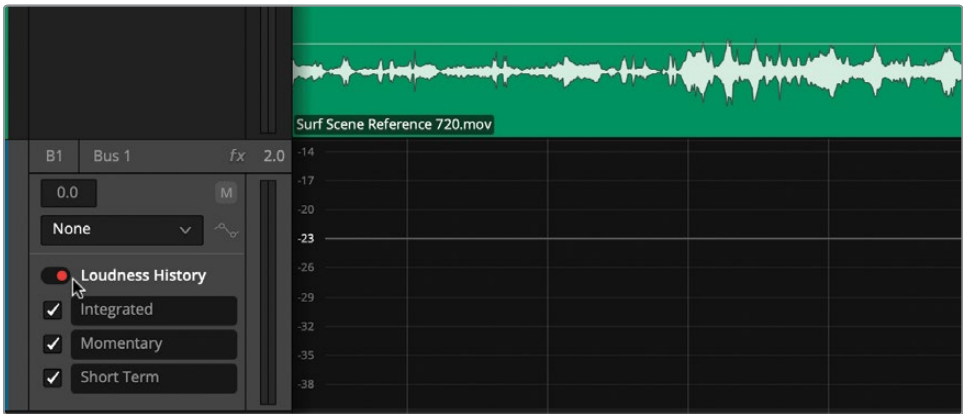 Surf Scene Reference 720.mov
B1 Bus 1 fx 2.0
-14
-17
0.0 M
-20
None
-23
-26
Loudness History
-29
Integrated
-32
Momentary
-35
Short Term
-38